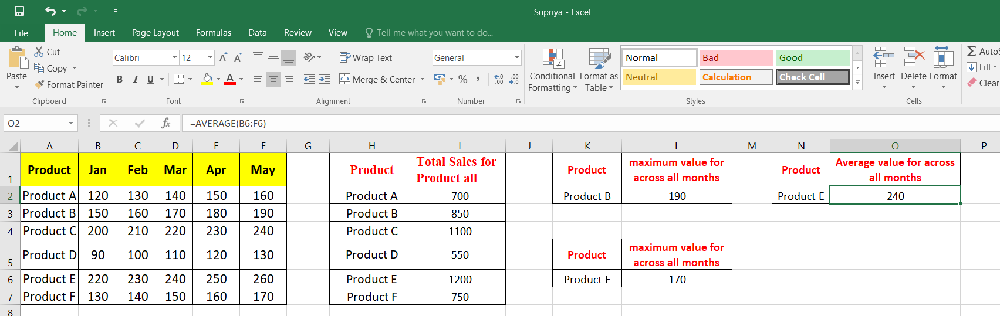 Supriya - Excel
File Home Insert Page Layout Formulas Data Review View Tell me what you want to do...
Cut
Copy
Format Painter
Paste
Clipboard
Calibri 12 A A
B I U A
Font
Wrap Text
Merge & Center
Alignment
General
% , .00 .0
Number
Conditional Formatting
Format as Table
Normal Bad Good
Neutral Calculation Check Cell
Styles
Insert Delete Format
Cells
AutoS
Fill
Clear
O2 fx =AVERAGE(B6:F6)
A B C D E F G H I J K L M N O P
1 Product Jan Feb Mar Apr May Product Total Sales for Product all Product maximum value for across all months Product Average value for across all months
2 Product A 120 130 140 150 160 Product A 700 Product B 190 Product E 240
3 Product B 150 160 170 180 190 Product B 850
4 Product C 200 210 220 230 240 Product C 1100
5 Product D 90 100 110 120 130 Product D 550 Product maximum value for across all months
6 Product E 220 230 240 250 260 Product E 1200 Product F 170
7 Product F 130 140 150 160 170 Product F 750
8